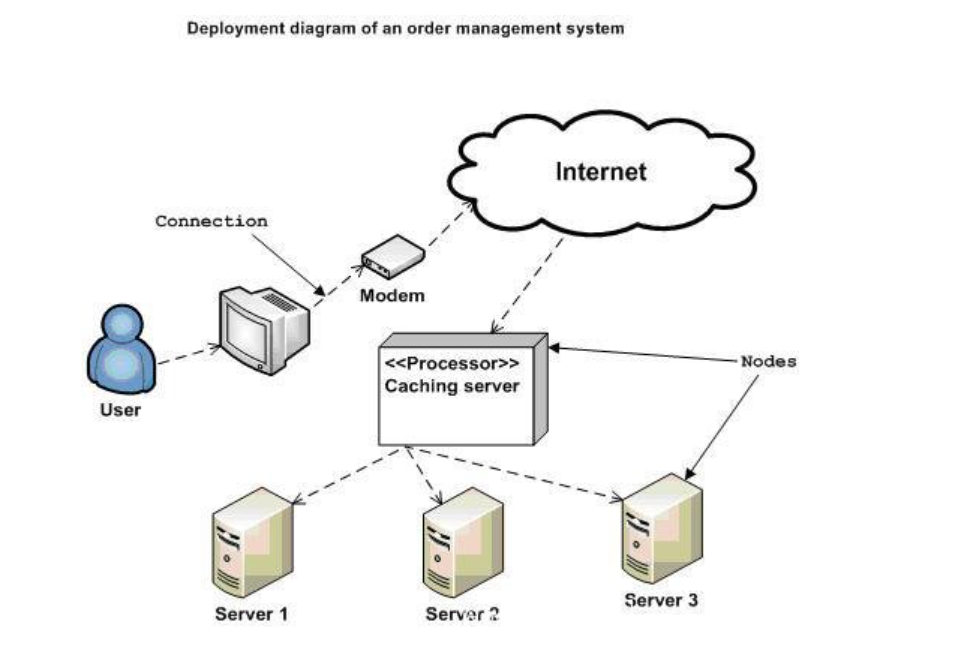 Deployment diagram of an order management system
Internet
Connection
Modem
<<Processor>>
Caching server
Nodes
User
Server 1
Server 2
Server 3